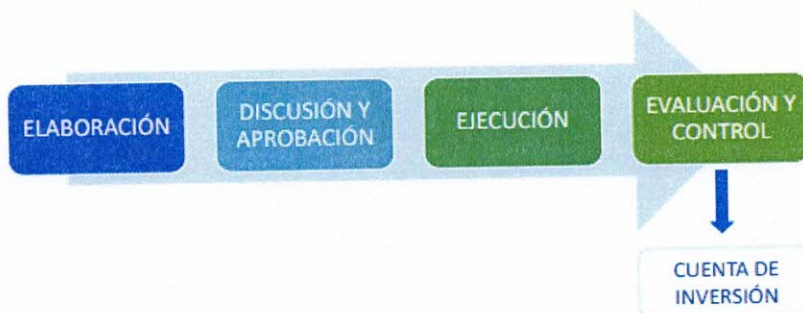 ELABORACIÓN
DISCUSIÓN Y
APROBACIÓN
EJECUCIÓN
EVALUACIÓN Y
CONTROL
CUENTA DE
INVERSIÓN